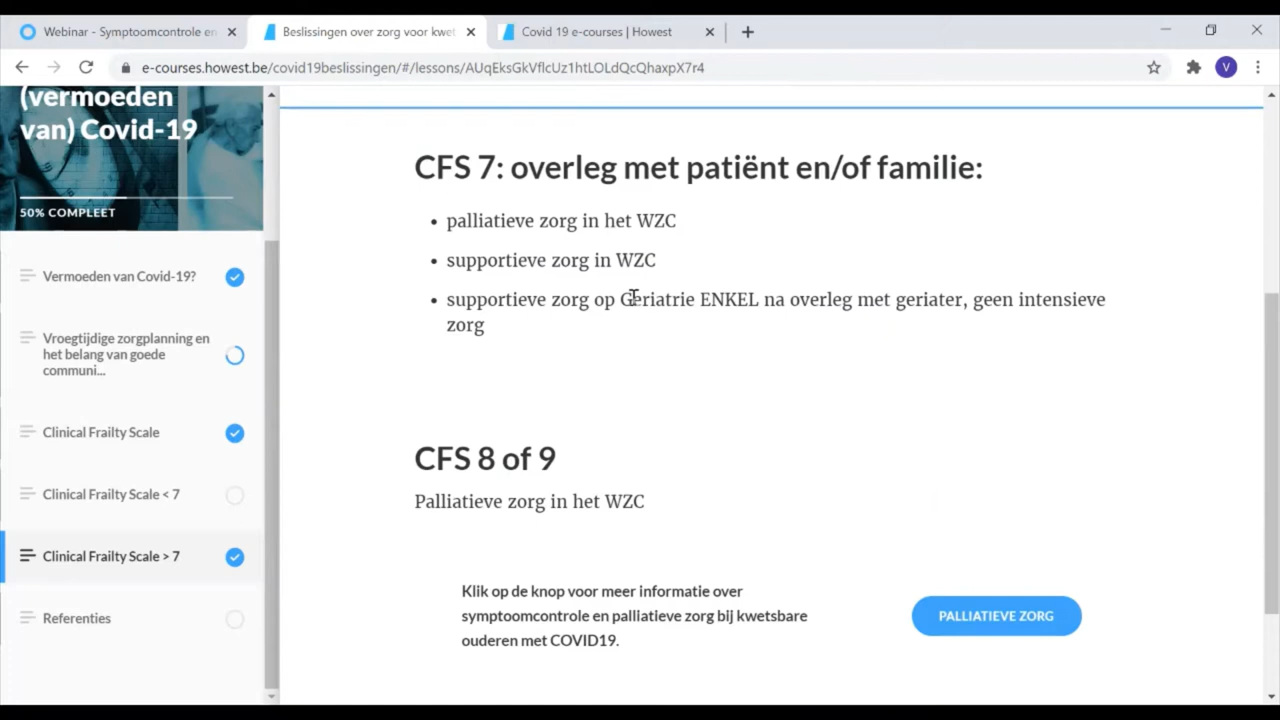 Webinar - Symptoomcontrole en
Beslissingen over zorg voor kwet
Covid 19 e-courses | Howest
e-courses.howest.be/covid19beslissingen/#/lessons/AUqEksGkVflcUz1htLOLdQcQhaxpX7r4
V
(vermoeden
van) Covid-19
50% COMPLEET
Vermoeden van Covid-19?
Vroegtijdige zorgplanning en
het belang van goede
communi...
Clinical Frailty Scale
Clinical Frailty Scale < 7
Clinical Frailty Scale > 7
Referenties
CFS 7: overleg met patiënt en/of familie:
• palliatieve zorg in het WZC
• supportieve zorg in WZC
• supportieve zorg op Geriatrie ENKEL na overleg met geriater, geen intensieve
zorg
CFS 8 of 9
Palliatieve zorg in het WZC
Klik op de knop voor meer informatie over
symptoomcontrole en palliatieve zorg bij kwetsbare
ouderen met COVID19.
PALLIATIEVE ZORG